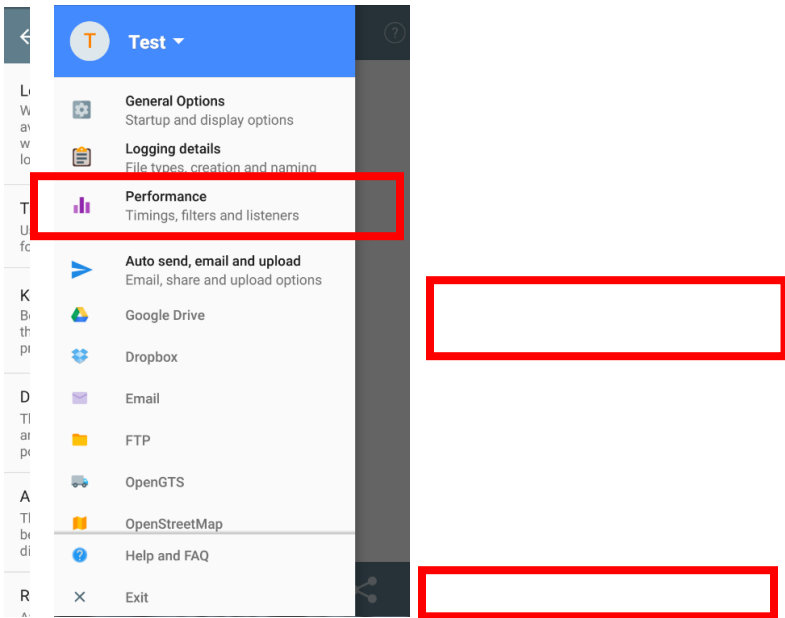 T
Test
?
General Options
Startup and display options
Logging details
File types, creation and naming
Performance
Timings, filters and listeners
Auto send, email and upload
Email, share and upload options
Google Drive
Dropbox
Email
FTP
OpenGTS
OpenStreetMap
?
Help and FAQ
Exit